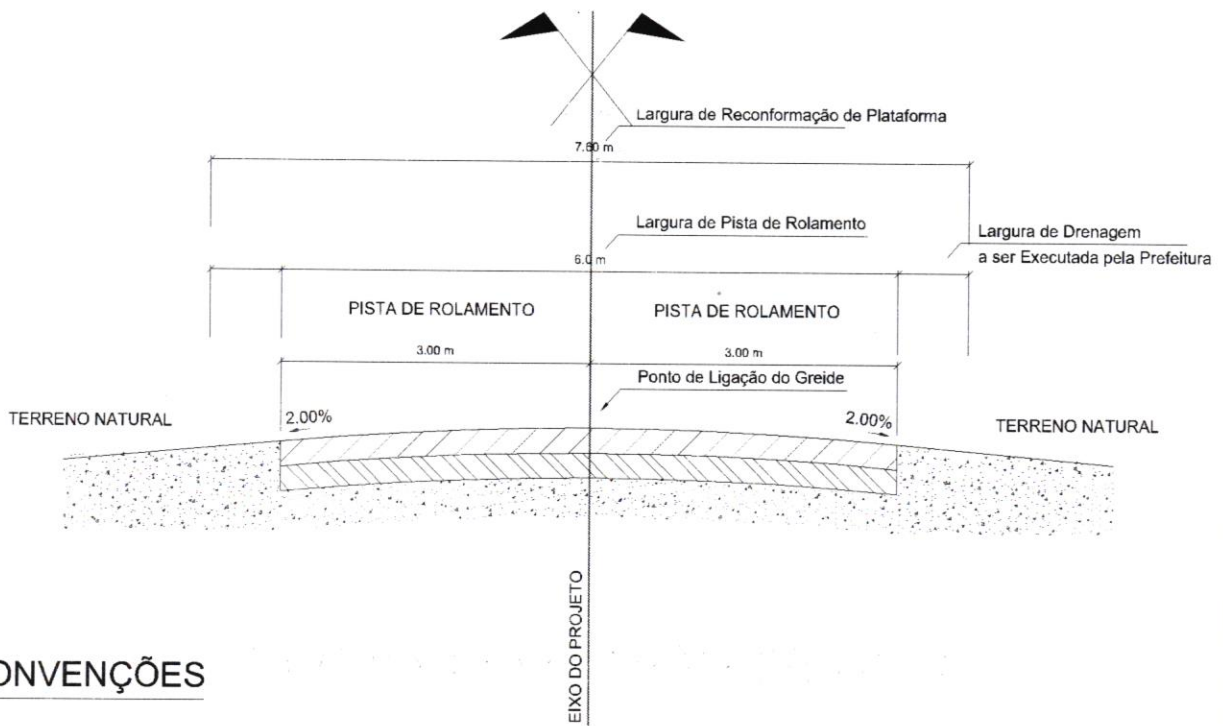 Largura de Reconformação de Plataforma
7.60 m
Largura de Pista de Rolamento
Largura de Drenagem
a ser Executada pela Prefeitura
6.0 m
PISTA DE ROLAMENTO
PISTA DE ROLAMENTO
3.00 m
3.00 m
Ponto de Ligação do Greide
TERRENO NATURAL
2.00%
2.00%
TERRENO NATURAL
EIXO DO PROJETO
ONVENÇÕES